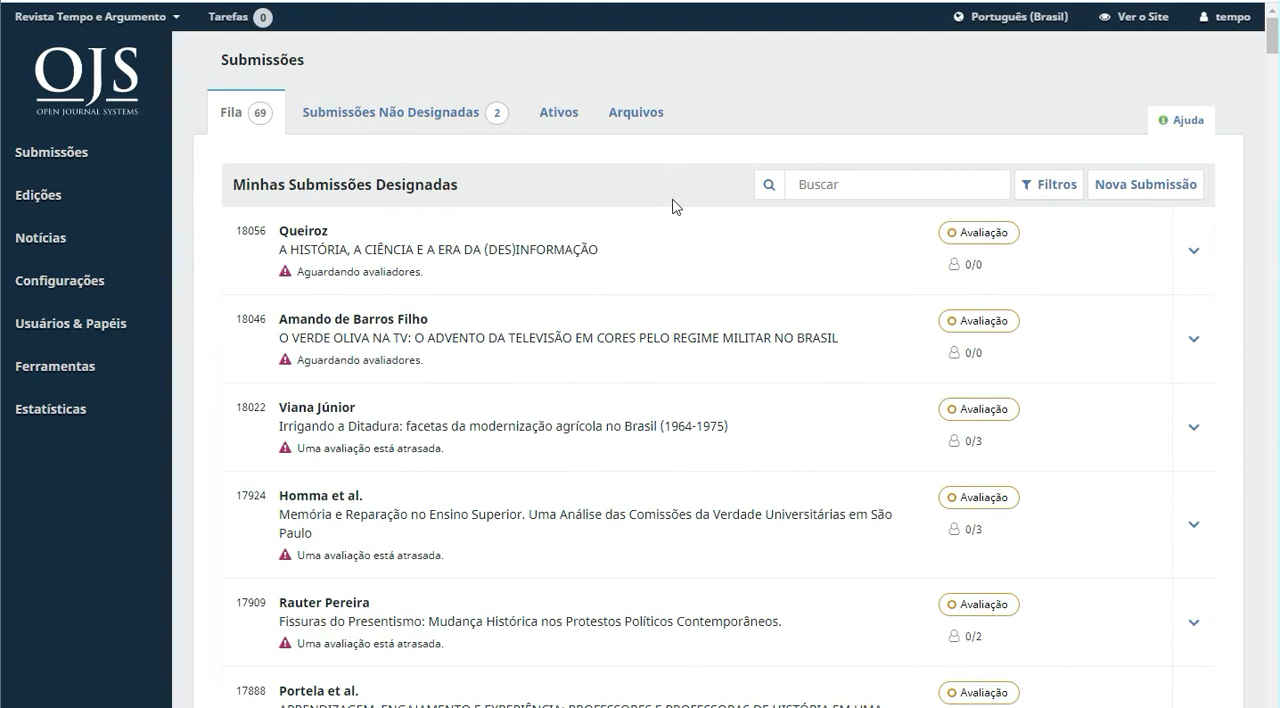 Revista Tempo e Argumento
Tarefas 0
Português (Brasil)
Ver o Site
tempo
OJS
OPEN JOURNAL SYSTEMS
Submissões
Edições
Notícias
Configurações
Usuários & Papéis
Ferramentas
Estatísticas
Submissões
Fila 69
Submissões Não Designadas 2
Ativos
Arquivos
Ajuda
Minhas Submissões Designadas
Buscar
Filtros
Nova Submissão
18056 Queiroz
A HISTÓRIA, A CIÊNCIA E A ERA DA (DES)INFORMAÇÃO
Aguardando avaliadores.
Avaliação
0/0
18046 Amando de Barros Filho
O VERDE OLIVA NA TV: O ADVENTO DA TELEVISÃO EM CORES PELO REGIME MILITAR NO BRASIL
Aguardando avaliadores.
Avaliação
0/0
18022 Viana Júnior
Irrigando a Ditadura: facetas da modernização agrícola no Brasil (1964-1975)
Uma avaliação está atrasada.
Avaliação
0/3
17924 Homma et al.
Memória e Reparação no Ensino Superior. Uma Análise das Comissões da Verdade Universitárias em São
Paulo
Uma avaliação está atrasada.
Avaliação
0/3
17909 Rauter Pereira
Fissuras do Presentismo: Mudança Histórica nos Protestos Políticos Contemporâneos.
Uma avaliação está atrasada.
Avaliação
0/2
17888 Portela et al.
APRENDIZAGEM, ENGAJAMENTO E EXPERIÊNCIA: PROFESSORES E PROFESSORAS DE HISTÓRIA EM UMA
Avaliação